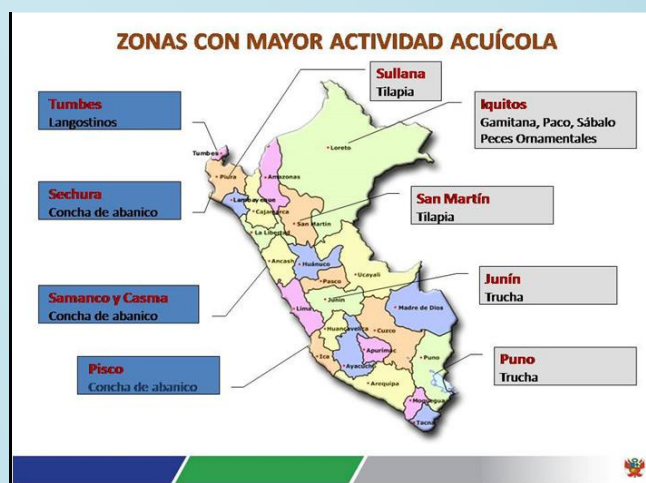 ZONAS CON MAYOR ACTIVIDAD ACUÍCOLA
Sullana
Tilapia
Tumbes
Langostinos
Iquitos
Gamitana, Paco, Sábalo
Peces Ornamentales
Sechura
Concha de abanico
San Martín
Tilapia
Samanco y Casma
Concha de abanico
Junín
Trucha
Pisco
Concha de abanico
Puno
Trucha
Tumbes
Loreto
Piura
Amazonas
Lambayeque
Cajamarca
San Martín
La Libertad
Ancash
Huánuco
Ucayali
Pasco
Junín
Lima
Madre de Dios
Huancavelica
Cuzco
Ica
Apurímac
Ayacucho
Puno
Arequipa
Moquegua
Tacna